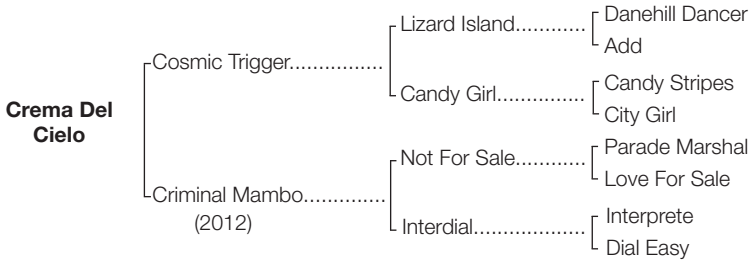 Crema Del
Cielo
Cosmic Trigger................
Criminal Mambo..............
(2012)
Lizard Island............
Candy Girl...............
Not For Sale............
Interdial..................
Danehill Dancer
Add
Candy Stripes
City Girl
Parade Marshal
Love For Sale
Interprete
Dial Easy